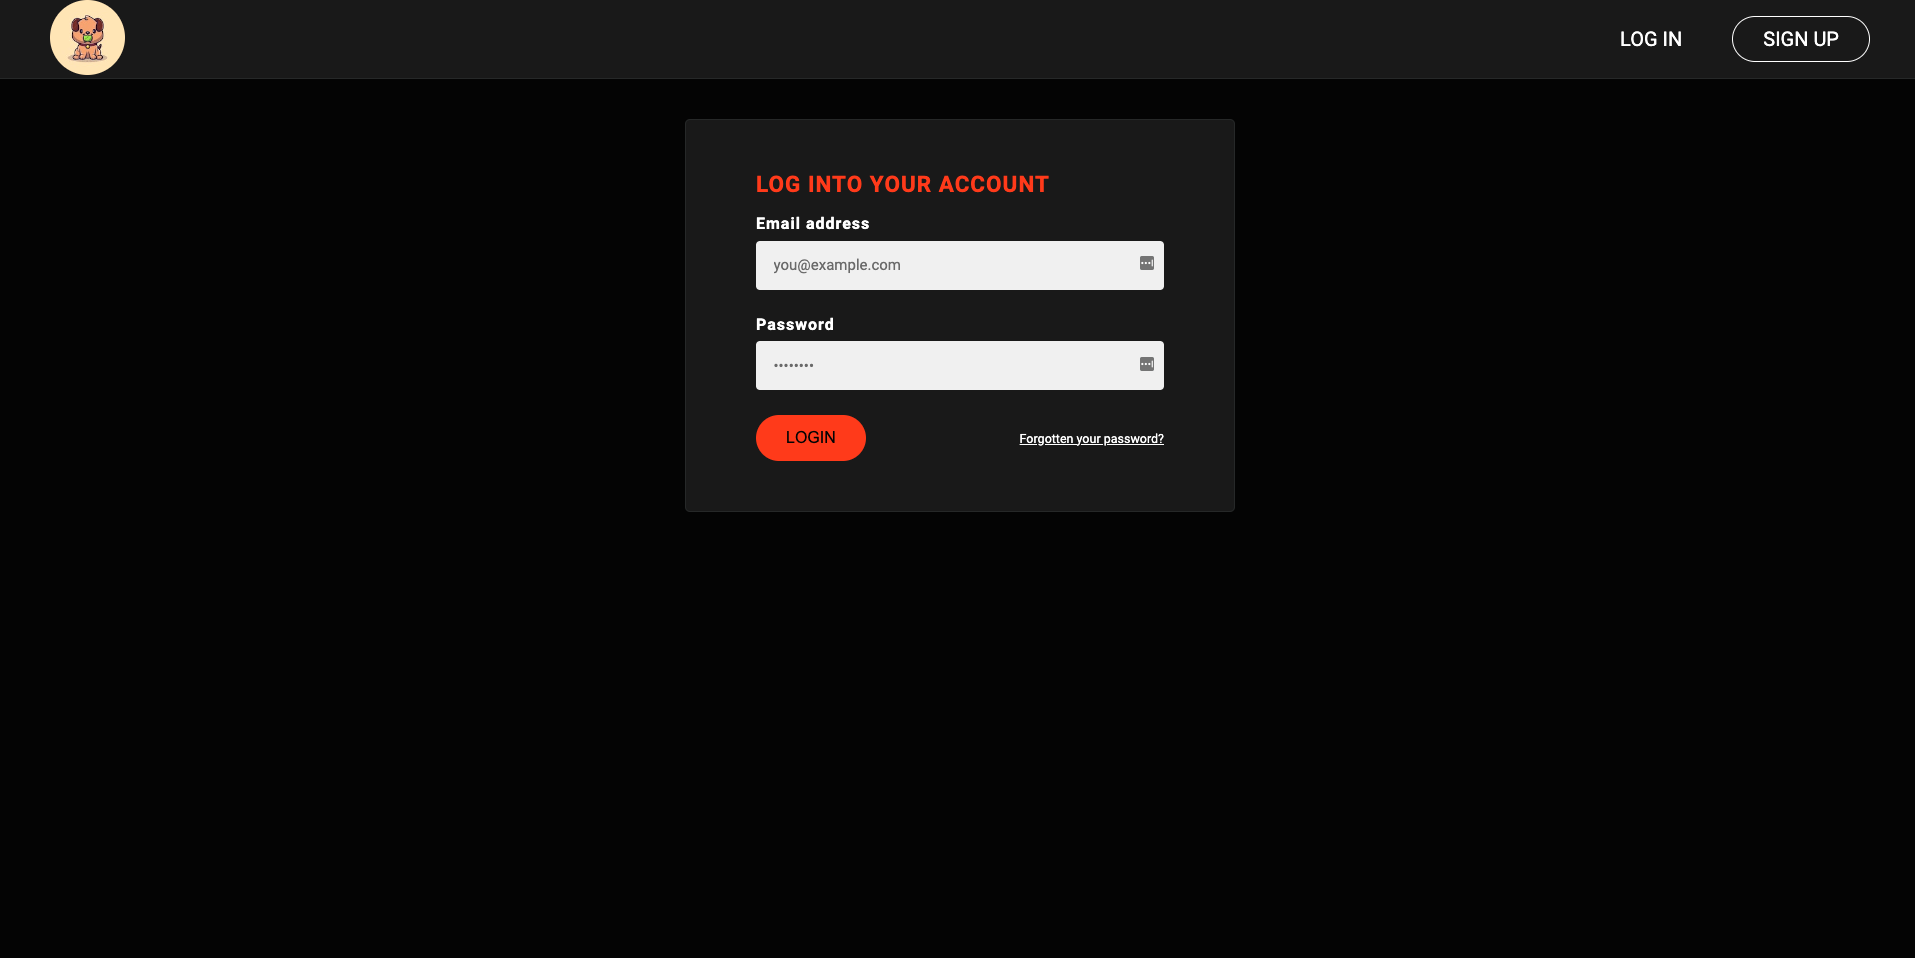 LOG IN
SIGN UP
LOG INTO YOUR ACCOUNT
Email address
you@example.com
Password
••••••••
LOGIN
Forgotten your password?